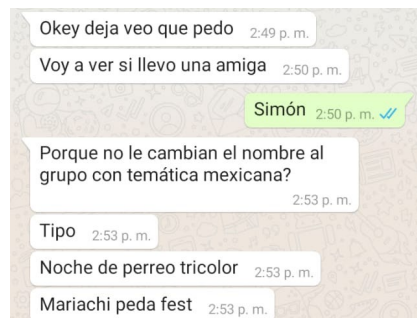 Okey deja veo que pedo 2:49 p. m.
Voy a ver si llevo una amiga 2:50 p. m.
Simón 2:50 p. m.
Porque no le cambian el nombre al
grupo con temática mexicana?
2:53 p. m.
Tipo 2:53 p. m.
Noche de perreo tricolor 2:53 p. m.
Mariachi peda fest 2:53 p. m.